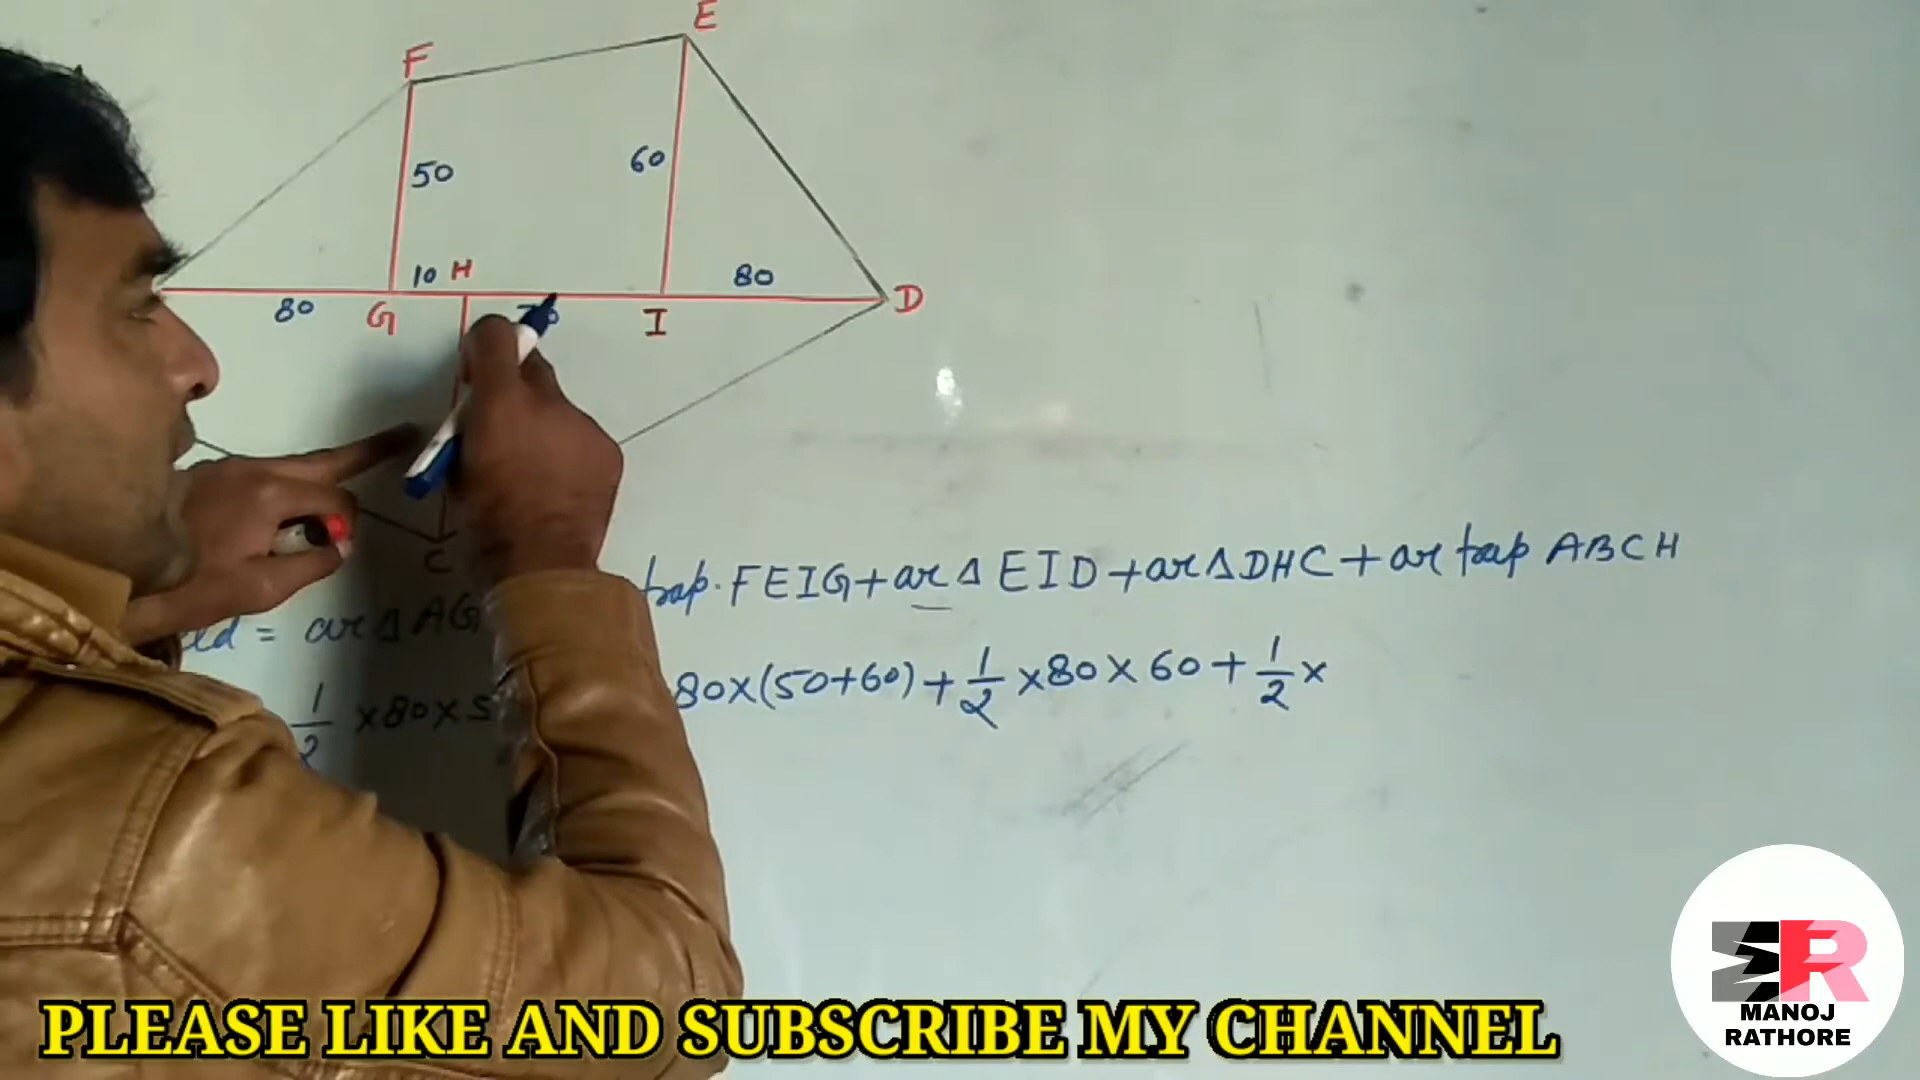 E
F
50
60
10 H
80
80
G
I
D
C
trap. FEIG + ar Δ EID + ar Δ DHC + ar trap ABCH
= ar Δ AG
1/2 ×80×5
80×(50+60) + 1/2 ×80×60 + 1/2 ×
PLEASE LIKE AND SUBSCRIBE MY CHANNEL
MANOJ
RATHORE